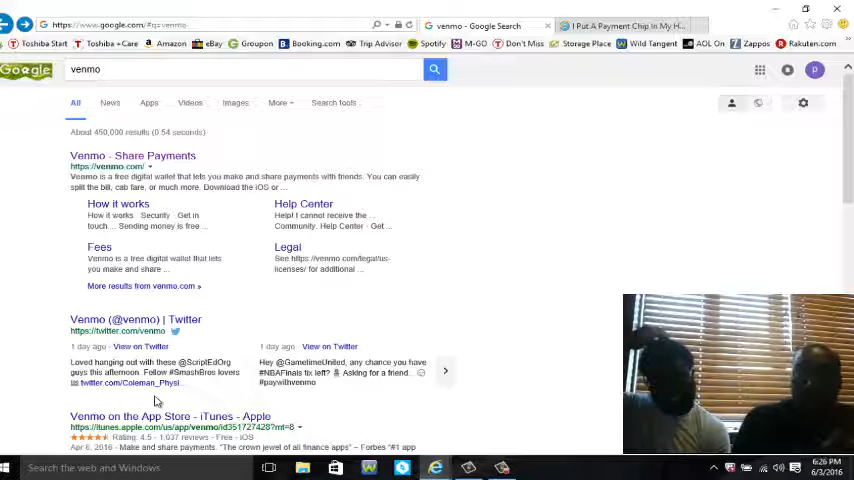 https://www.google.com/#q=venmo
venmo - Google Search
I Put A Payment Chip In My H...
Toshiba Start
Toshiba +Care
Amazon
eBay
Groupon
Booking.com
Trip Advisor
Spotify
M-GO
Don't Miss
Storage Place
Wild Tangent
AOL On
Zappos
Rakuten.com
Google
venmo
p
All
News
Apps
Videos
Images
More
Search tools
About 450,000 results (0.54 seconds)
Venmo - Share Payments
https://venmo.com/
Venmo is a free digital wallet that lets you make and share payments with friends. You can easily
split the bill, cab fare, or much more. Download the iOS or ...
How it works
How it works · Security · Get in
touch.... Sending money is free ...
Help Center
Help! I cannot receive the ...
Community. Help Center · Get ...
Fees
Venmo is a free digital wallet that lets
you make and share ...
Legal
See https://venmo.com/legal/us-
licenses/ for additional ...
More results from venmo.com »
Venmo (@venmo) | Twitter
https://twitter.com/venmo
1 day ago · View on Twitter
Loved hanging out with these @ScriptEdOrg
guys this afternoon. Follow #SmashBros lovers
twitter.com/Coleman_Physi...
1 day ago · View on Twitter
Hey @GametimeUnited, any chance you have
#NBAFinals tix left? Asking for a friend..
#paywithvenmo
Venmo on the App Store - iTunes - Apple
https://itunes.apple.com/us/app/venmo/id351728428?mt=8
Rating: 4.5 - 1,037 reviews - Free - iOS
Apr 6, 2016 - Make and share payments. "The crown jewel of all finance apps" – Forbes "#1 app
Search the web and Windows
6:26 PM
6/3/2016